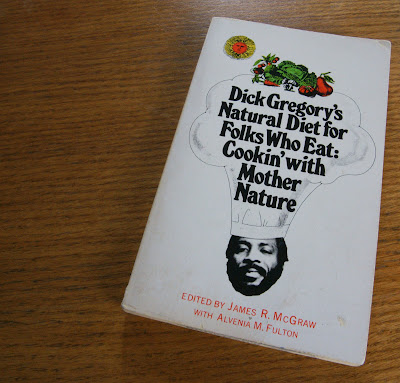 Dick Gregory's
Natural Diet for
Folks Who Eat:
Cookin' with
Mother
Nature
EDITED BY JAMES R. McGRAW
WITH ALVENIA M. FULTON